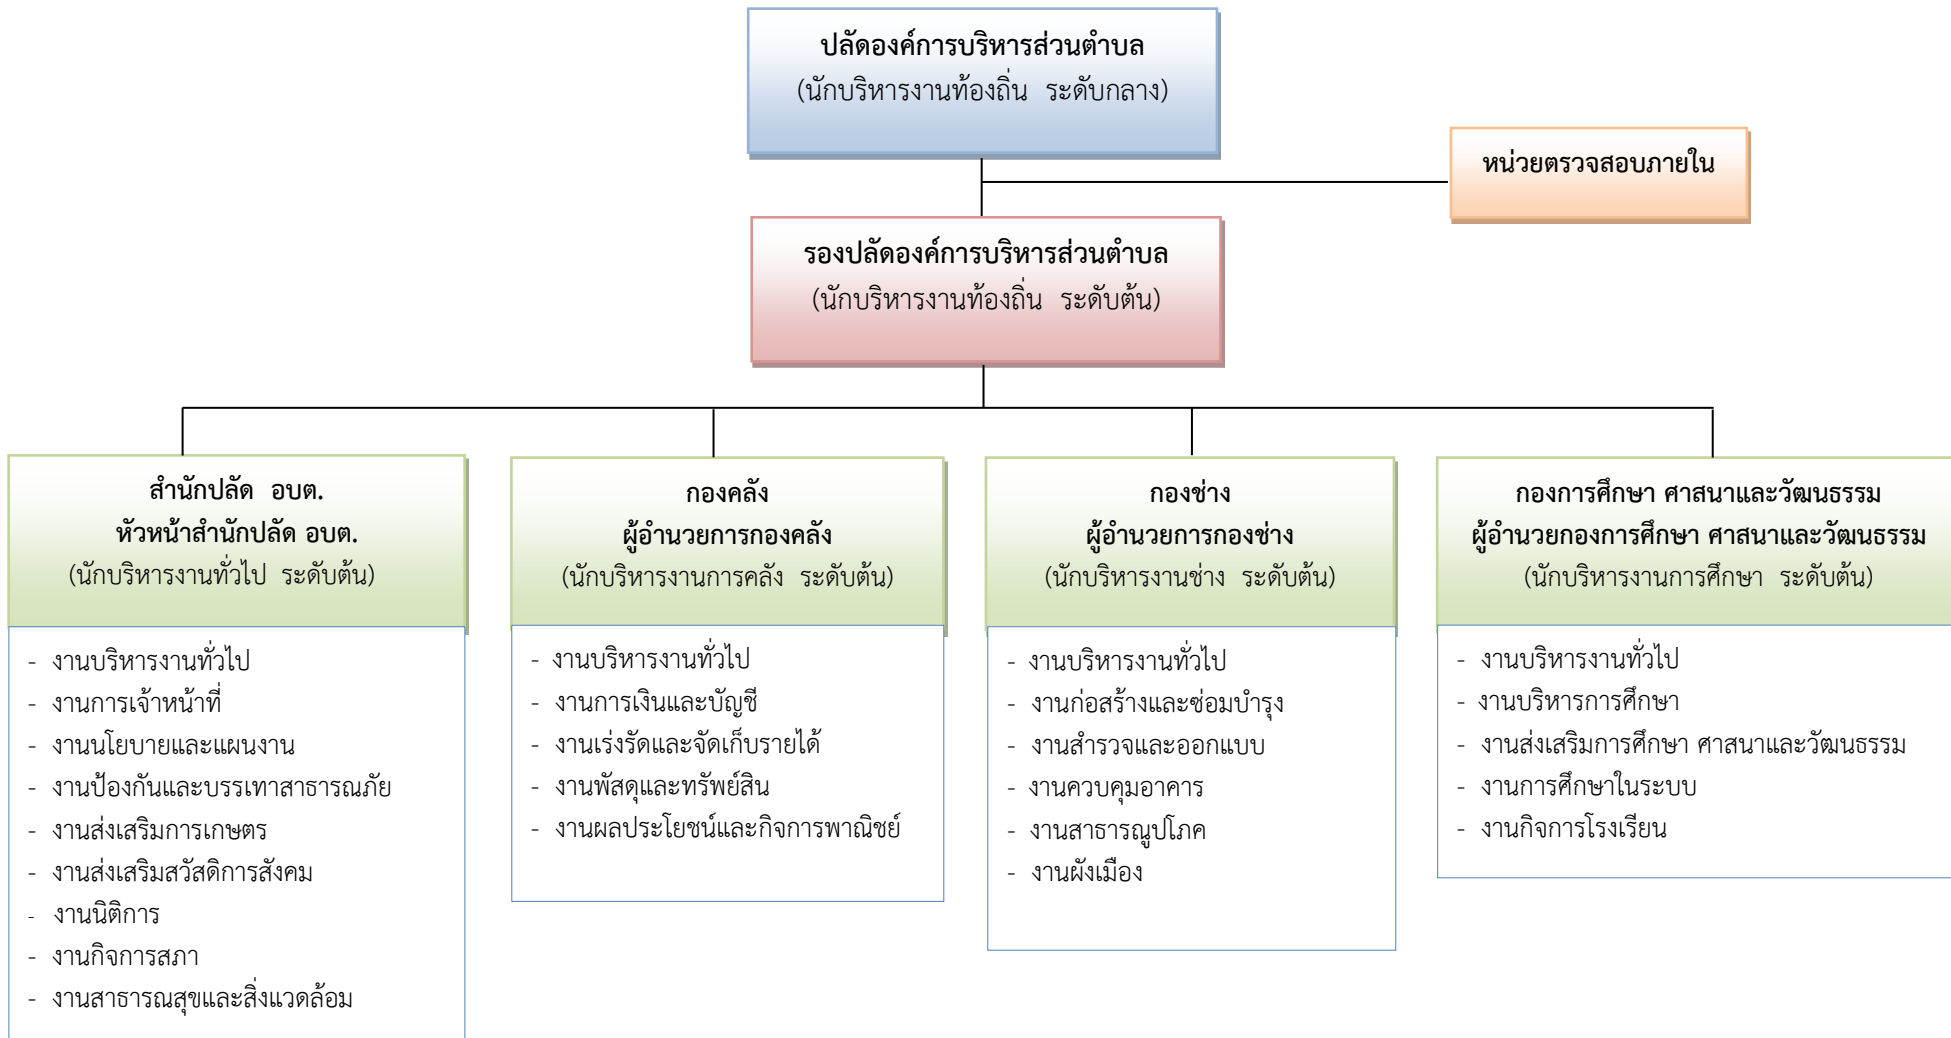 ปลัดองค์การบริหารส่วนตำบล
(นักบริหารงานท้องถิ่น ระดับกลาง)
หน่วยตรวจสอบภายใน
รองปลัดองค์การบริหารส่วนตำบล
(นักบริหารงานท้องถิ่น ระดับต้น)
สำนักปลัด อบต.
หัวหน้าสำนักปลัด อบต.
(นักบริหารงานทั่วไป ระดับต้น)
- งานบริหารงานทั่วไป
- งานการเจ้าหน้าที่
- งานนโยบายและแผนงาน
- งานป้องกันและบรรเทาสาธารณภัย
- งานส่งเสริมการเกษตร
- งานส่งเสริมสวัสดิการสังคม
- งานนิติการ
- งานกิจการสภา
- งานสาธารณสุขและสิ่งแวดล้อม
กองคลัง
ผู้อำนวยการกองคลัง
(นักบริหารงานการคลัง ระดับต้น)
- งานบริหารงานทั่วไป
- งานการเงินและบัญชี
- งานเร่งรัดและจัดเก็บรายได้
- งานพัสดุและทรัพย์สิน
- งานผลประโยชน์และกิจการพาณิชย์
กองช่าง
ผู้อำนวยการกองช่าง
(นักบริหารงานช่าง ระดับต้น)
- งานบริหารงานทั่วไป
- งานก่อสร้างและซ่อมบำรุง
- งานสำรวจและออกแบบ
- งานควบคุมอาคาร
- งานสาธารณูปโภค
- งานผังเมือง
กองการศึกษา ศาสนาและวัฒนธรรม
ผู้อำนวยกองการศึกษา ศาสนาและวัฒนธรรม
(นักบริหารงานการศึกษา ระดับต้น)
- งานบริหารงานทั่วไป
- งานบริหารการศึกษา
- งานส่งเสริมการศึกษา ศาสนาและวัฒนธรรม
- งานการศึกษาในระบบ
- งานกิจการโรงเรียน